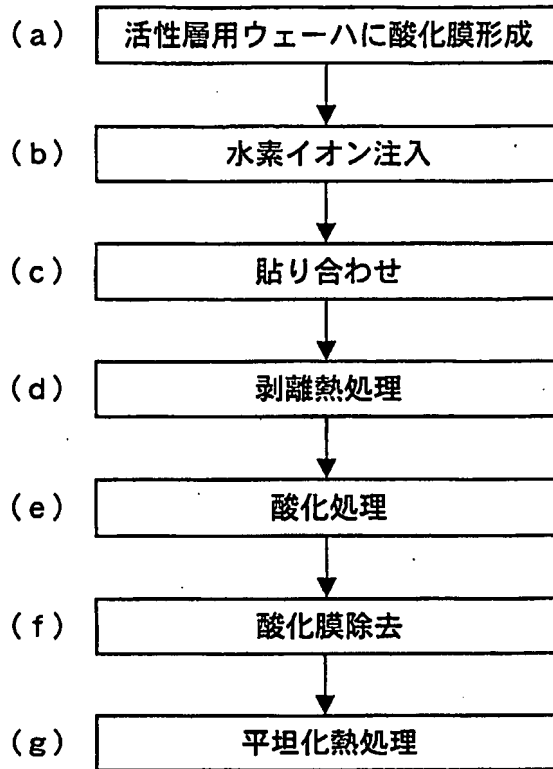 (a) 活性層用ウェーハに酸化膜形成
(b) 水素イオン注入
(c) 貼り合わせ
(d) 剥離熱処理
(e) 酸化処理
(f) 酸化膜除去
(g) 平坦化熱処理